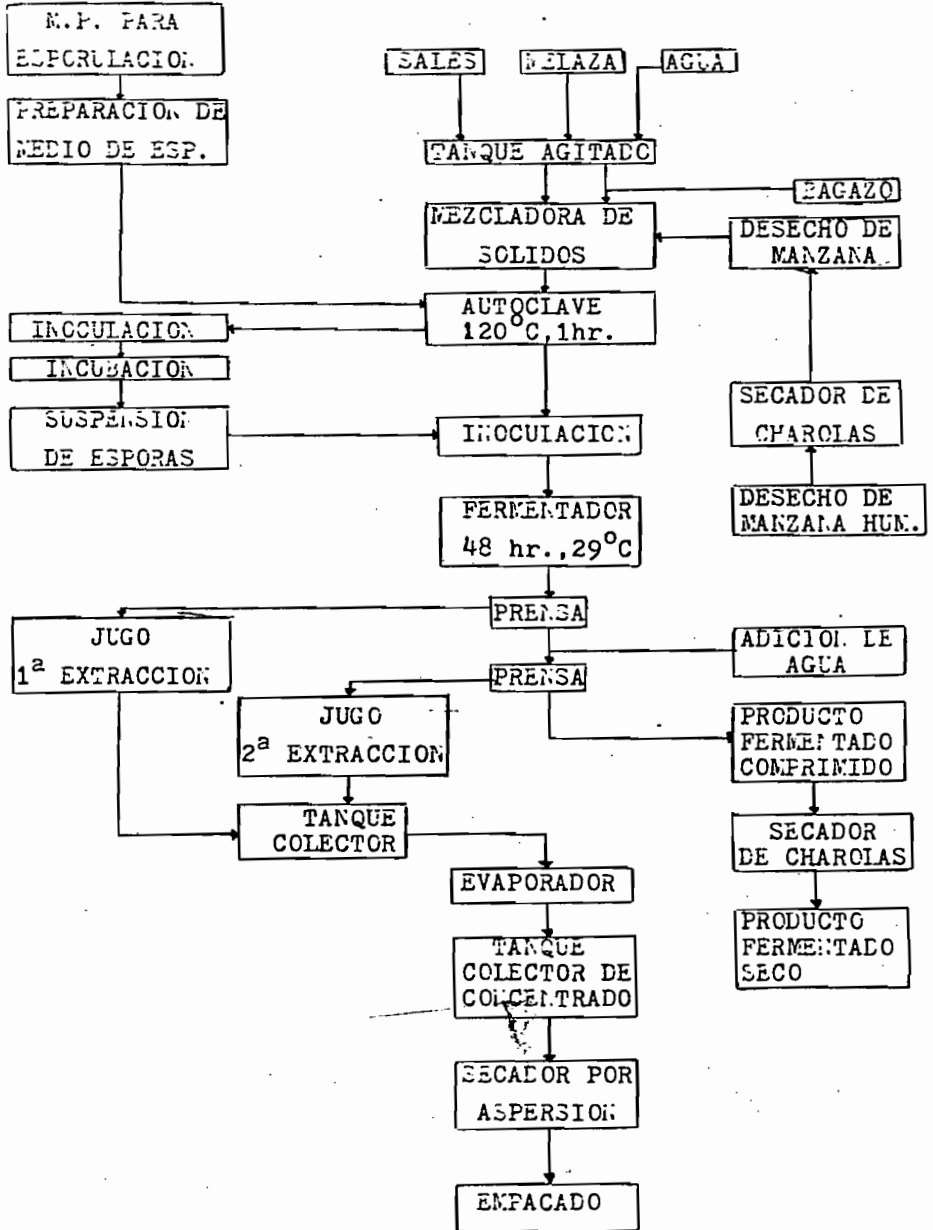 M.P. PARA
ESPORULACION
SALES
MELAZA
AGUA
PREPARACION DE
MEDIO DE ESP.
TANQUE AGITADO
BAGAZO
MEZCLADORA DE
SOLIDOS
DESECHO DE
MANZANA
AUTOCLAVE
120°C,1hr.
INOCULACION
INCUBACION
SUSPENSION
DE ESPORAS
INOCULACION
SECADOR DE
CHAROLAS
DESECHO DE
MANZANA HUM.
FERMENTADOR
48 hr.,29°C
PRENSA
JUGO
1ª EXTRACCION
ADICION DE
AGUA
PRENSA
JUGO
2ª EXTRACCION
PRODUCTO
FERMENTADO
COMPRIMIDO
TANQUE
COLECTOR
SECADOR
DE CHAROLAS
EVAPORADOR
PRODUCTO
FERMENTADO
SECO
TANQUE
COLECTOR DE
CONCENTRADO
SECADOR POR
ASPERSION
EMPACADO